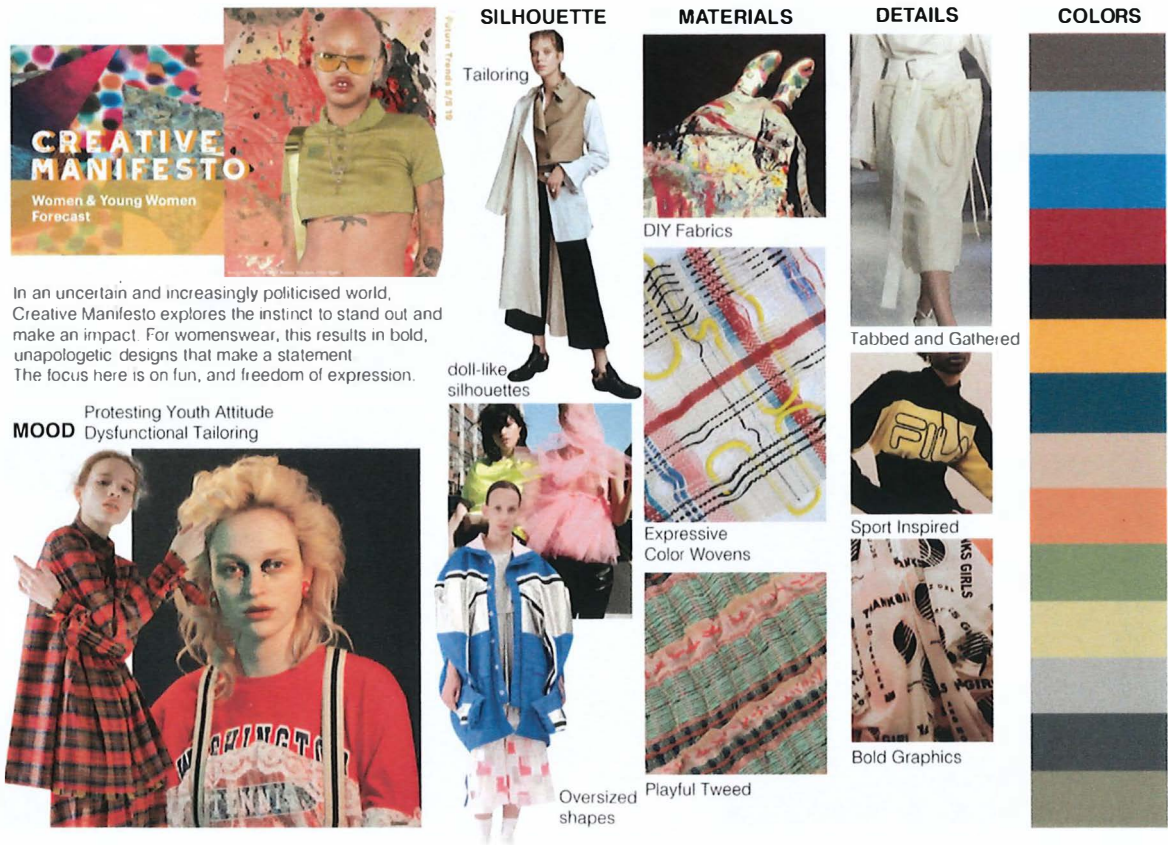 CREATIVE
MANIFESTO
Women & Young Women
Forecast
Future Trends S/S 19
In an uncertain and increasingly politicised world,
Creative Manifesto explores the instinct to stand out and
make an impact. For womenswear, this results in bold,
unapologetic designs that make a statement
The focus here is on fun, and freedom of expression.
MOOD
Protesting Youth Attitude
Dysfunctional Tailoring
WASHINGTON
TENNIS
SILHOUETTE
Tailoring
doll-like
silhouettes
Oversized
shapes
MATERIALS
DIY Fabrics
Expressive
Color Wovens
Playful Tweed
DETAILS
Tabbed and Gathered
FILA
Sport Inspired
GIRLS
Bold Graphics
COLORS